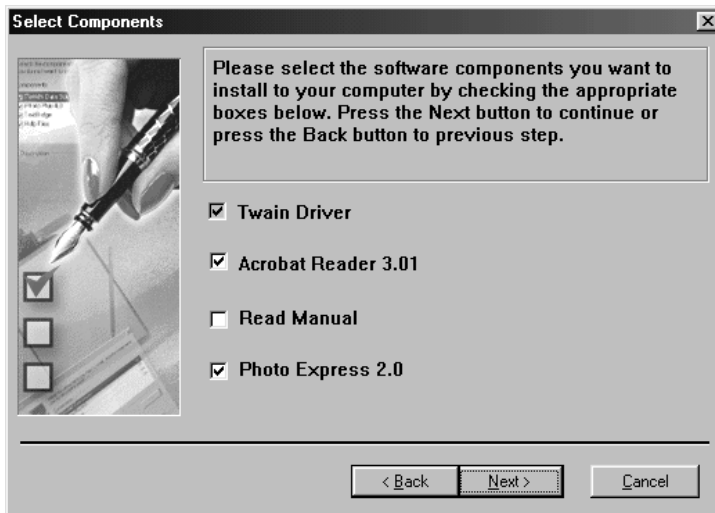 Select Components
Please select the software components you want to
install to your computer by checking the appropriate
boxes below. Press the Next button to continue or
press the Back button to previous step.
Twain Driver
Acrobat Reader 3.01
Read Manual
Photo Express 2.0
< Back
Next >
Cancel